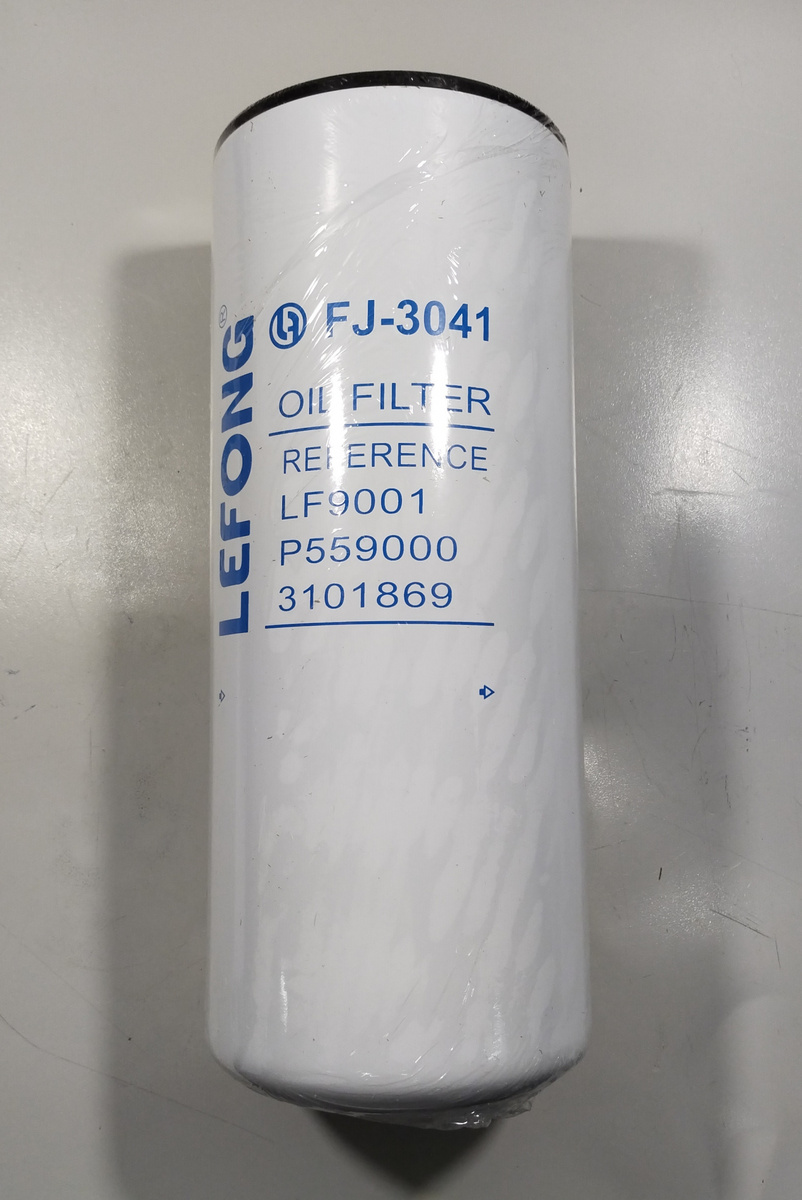 LEFONG®
FJ-3041
OIL FILTER
REFERENCE
LF9001
P559000
3101869